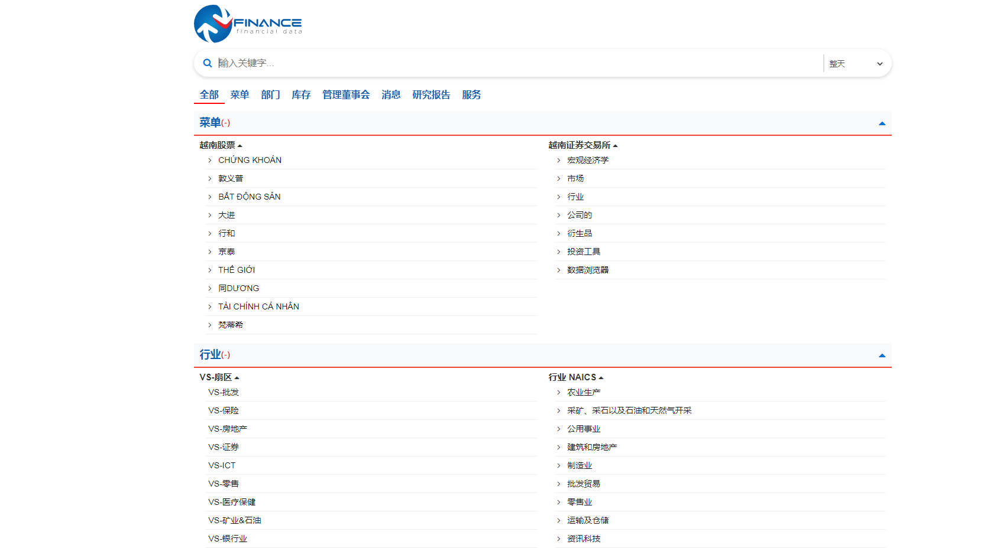 FINANCE
financial data
输入关键字...
整天
全部 菜单 部门 库存 管理董事会 消息 研究报告 服务
菜单(-)
越南股票
CHỨNG KHOÁN
敦义普
BẤT ĐỘNG SẢN
大进
行和
京泰
THẾ GIỚI
同DƯƠNG
TÀI CHÍNH CÁ NHÂN
梵蒂希
越南证券交易所
宏观经济学
市场
行业
公司的
衍生品
投资工具
数据浏览器
行业(-)
VS-扇区
VS-批发
VS-保险
VS-房地产
VS-证券
VS-ICT
VS-零售
VS-医疗保健
VS-矿业&石油
VS-银行业
行业 NAICS
农业生产
采矿、采石以及石油和天然气开采
公用事业
建筑和房地产
制造业
批发贸易
零售业
运输及仓储
资讯科技